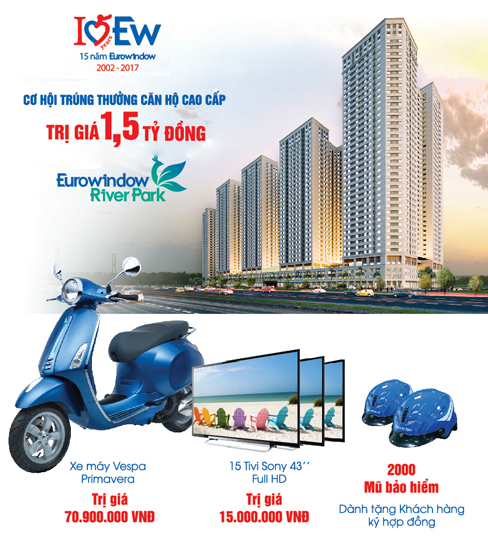 15 years Ew
15 năm Eurowindow
2002 - 2017
CƠ HỘI TRÚNG THƯỞNG CĂN HỘ CAO CẤP
TRỊ GIÁ 1,5 TỶ ĐỒNG
Eurowindow
River Park
Xe máy Vespa
Primavera
Trị giá
70.900.000 VNĐ
15 Tivi Sony 43’’
Full HD
Trị giá
15.000.000 VNĐ
2000
Mũ bảo hiểm
Dành tặng Khách hàng
ký hợp đồng